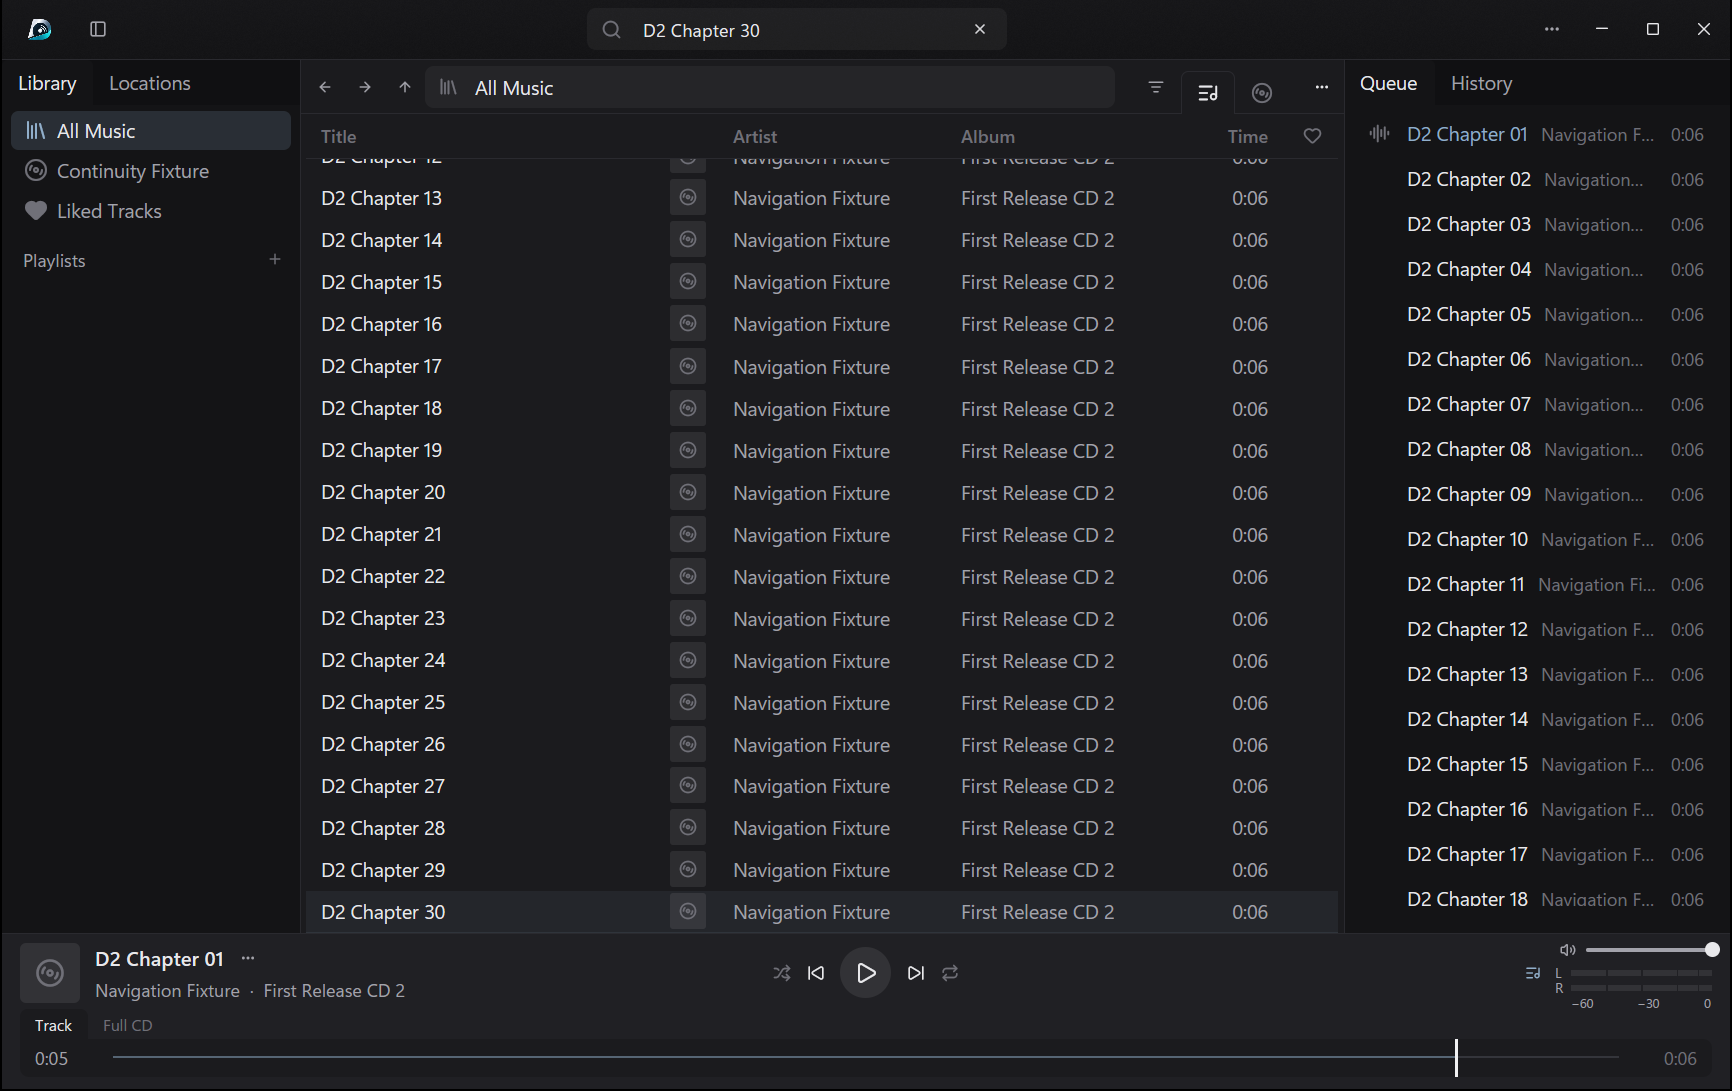 D2 Chapter 30
Library Locations
All Music
Continuity Fixture
Liked Tracks
Playlists
All Music
Title Artist Album Time
D2 Chapter 12 Navigation Fixture First Release CD 2 0:06
D2 Chapter 13 Navigation Fixture First Release CD 2 0:06
D2 Chapter 14 Navigation Fixture First Release CD 2 0:06
D2 Chapter 15 Navigation Fixture First Release CD 2 0:06
D2 Chapter 16 Navigation Fixture First Release CD 2 0:06
D2 Chapter 17 Navigation Fixture First Release CD 2 0:06
D2 Chapter 18 Navigation Fixture First Release CD 2 0:06
D2 Chapter 19 Navigation Fixture First Release CD 2 0:06
D2 Chapter 20 Navigation Fixture First Release CD 2 0:06
D2 Chapter 21 Navigation Fixture First Release CD 2 0:06
D2 Chapter 22 Navigation Fixture First Release CD 2 0:06
D2 Chapter 23 Navigation Fixture First Release CD 2 0:06
D2 Chapter 24 Navigation Fixture First Release CD 2 0:06
D2 Chapter 25 Navigation Fixture First Release CD 2 0:06
D2 Chapter 26 Navigation Fixture First Release CD 2 0:06
D2 Chapter 27 Navigation Fixture First Release CD 2 0:06
D2 Chapter 28 Navigation Fixture First Release CD 2 0:06
D2 Chapter 29 Navigation Fixture First Release CD 2 0:06
D2 Chapter 30 Navigation Fixture First Release CD 2 0:06
Queue History
D2 Chapter 01 Navigation F... 0:06
D2 Chapter 02 Navigation... 0:06
D2 Chapter 03 Navigation... 0:06
D2 Chapter 04 Navigation... 0:06
D2 Chapter 05 Navigation... 0:06
D2 Chapter 06 Navigation... 0:06
D2 Chapter 07 Navigation... 0:06
D2 Chapter 08 Navigation... 0:06
D2 Chapter 09 Navigation... 0:06
D2 Chapter 10 Navigation F... 0:06
D2 Chapter 11 Navigation Fi... 0:06
D2 Chapter 12 Navigation F... 0:06
D2 Chapter 13 Navigation F... 0:06
D2 Chapter 14 Navigation F... 0:06
D2 Chapter 15 Navigation F... 0:06
D2 Chapter 16 Navigation F... 0:06
D2 Chapter 17 Navigation F... 0:06
D2 Chapter 18 Navigation F... 0:06
D2 Chapter 01
Navigation Fixture · First Release CD 2
L
R
-60 -30 0
Track Full CD
0:05 0:06